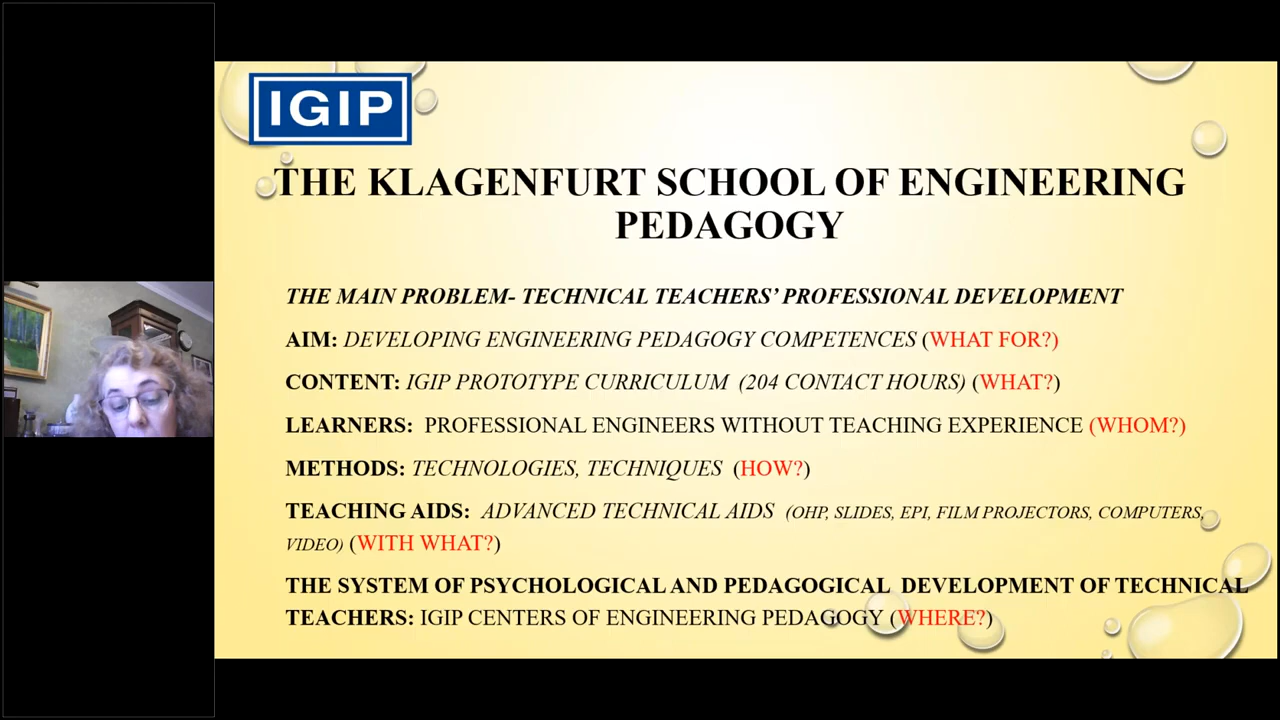 IGIP
THE KLAGENFURT SCHOOL OF ENGINEERING
PEDAGOGY
THE MAIN PROBLEM- TECHNICAL TEACHERS' PROFESSIONAL DEVELOPMENT
AIM: DEVELOPING ENGINEERING PEDAGOGY COMPETENCES (WHAT FOR?)
CONTENT: IGIP PROTOTYPE CURRICULUM (204 CONTACT HOURS) (WHAT?)
LEARNERS: PROFESSIONAL ENGINEERS WITHOUT TEACHING EXPERIENCE (WHOM?)
METHODS: TECHNOLOGIES, TECHNIQUES (HOW?)
TEACHING AIDS: ADVANCED TECHNICAL AIDS (OHP, SLIDES, EPI, FILM PROJECTORS, COMPUTERS,
VIDEO) (WITH WHAT?)
THE SYSTEM OF PSYCHOLOGICAL AND PEDAGOGICAL DEVELOPMENT OF TECHNICAL
TEACHERS: IGIP CENTERS OF ENGINEERING PEDAGOGY (WHERE?)